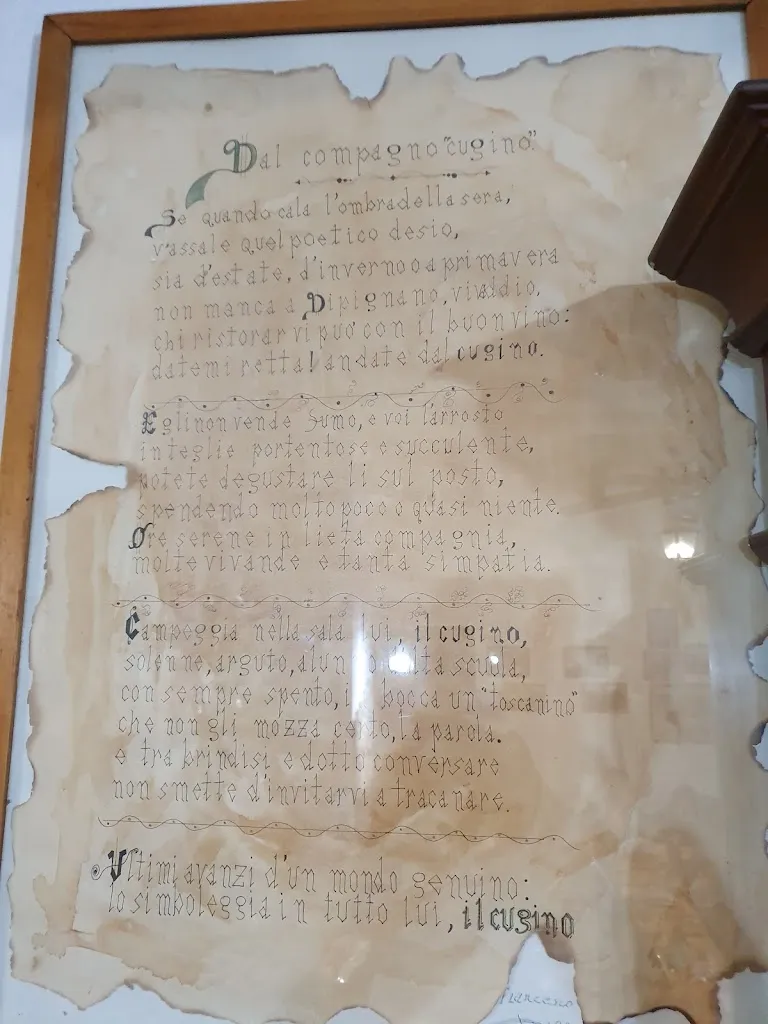 Dal compagno "cugino"
Se quando cala l'ombra della sera,
v'assale quel poetico desio,
sia d'estate, d'inverno o a primavera
non manca a Dipignano, vivaddio,
chi ristorar vi può con il buon vino:
datemi retta! andate dal cugino.
Egli non vende fumo, e voi l'arrosto
in teglie portentose e succulente,
potete degustare lì sul posto,
spendendo molto poco o quasi niente.
Ore serene in lieta compagnia,
molte vivande e tanta simpatia.
Campeggia nella sala lui, il cugino,
solenne, arguto, alunno d'alta scuola,
con sempre spento, in bocca un "toscanino"
che non gli mozza certo, la parola.
e tra brindisi e dotto conversare
non smette d'invitarvi a tracanare.
Ultimi avanzi d'un mondo genuino:
lo simboleggia in tutto lui, il cugino
Francesco